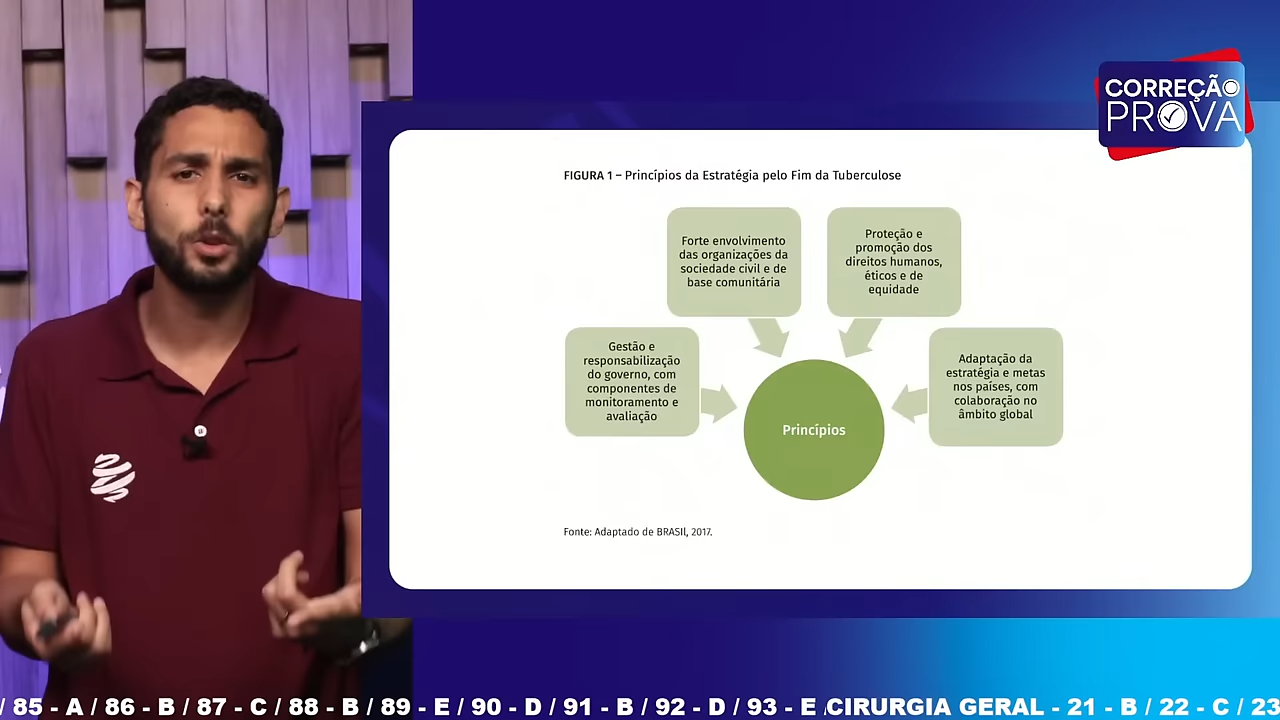 CORREÇÃO
PROVA
FIGURA 1 – Princípios da Estratégia pelo Fim da Tuberculose
Forte envolvimento
das organizações da
sociedade civil e de
base comunitária
Proteção e
promoção dos
direitos humanos,
éticos e de
equidade
Gestão e
responsabilização
do governo, com
componentes de
monitoramento e
avaliação
Adaptação da
estratégia e metas
nos países, com
colaboração no
âmbito global
Princípios
Fonte: Adaptado de BRASIl, 2017.
/ 85 - A / 86 - B / 87 - C / 88 - B / 89 - E / 90 - D / 91 - B / 92 - D / 93 - E CIRURGIA GERAL - 21 - B / 22 - C / 23